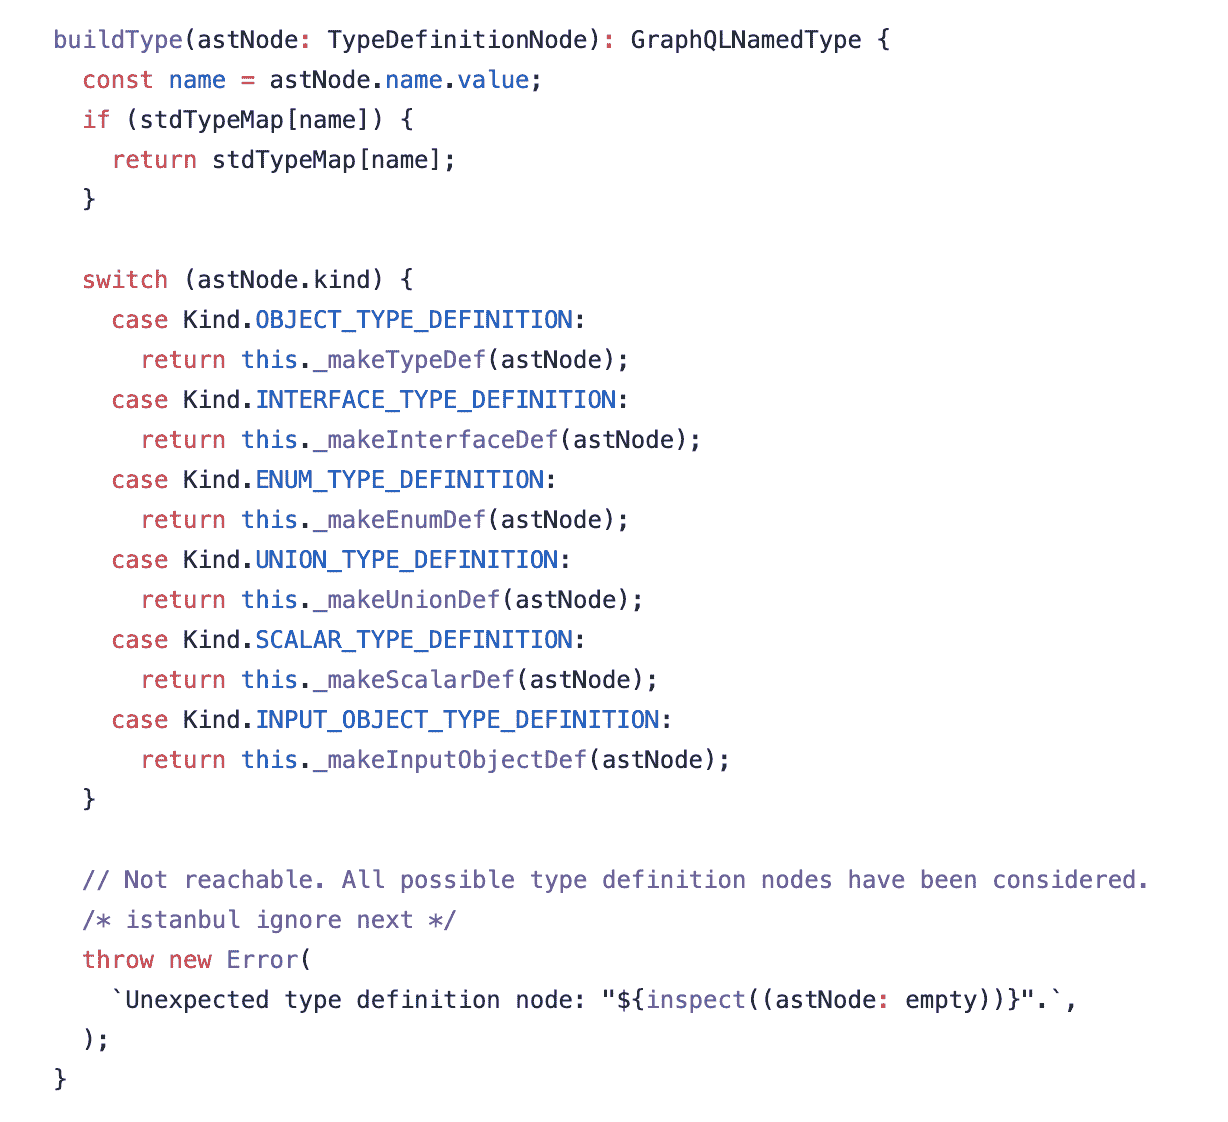 buildType(astNode: TypeDefinitionNode): GraphQLNamedType {
  const name = astNode.name.value;
  if (stdTypeMap[name]) {
    return stdTypeMap[name];
  }

  switch (astNode.kind) {
    case Kind.OBJECT_TYPE_DEFINITION:
      return this._makeTypeDef(astNode);
    case Kind.INTERFACE_TYPE_DEFINITION:
      return this._makeInterfaceDef(astNode);
    case Kind.ENUM_TYPE_DEFINITION:
      return this._makeEnumDef(astNode);
    case Kind.UNION_TYPE_DEFINITION:
      return this._makeUnionDef(astNode);
    case Kind.SCALAR_TYPE_DEFINITION:
      return this._makeScalarDef(astNode);
    case Kind.INPUT_OBJECT_TYPE_DEFINITION:
      return this._makeInputObjectDef(astNode);
  }

  // Not reachable. All possible type definition nodes have been considered.
  /* istanbul ignore next */
  throw new Error(
    `Unexpected type definition node: "${inspect((astNode: empty))}".`,
  );
}